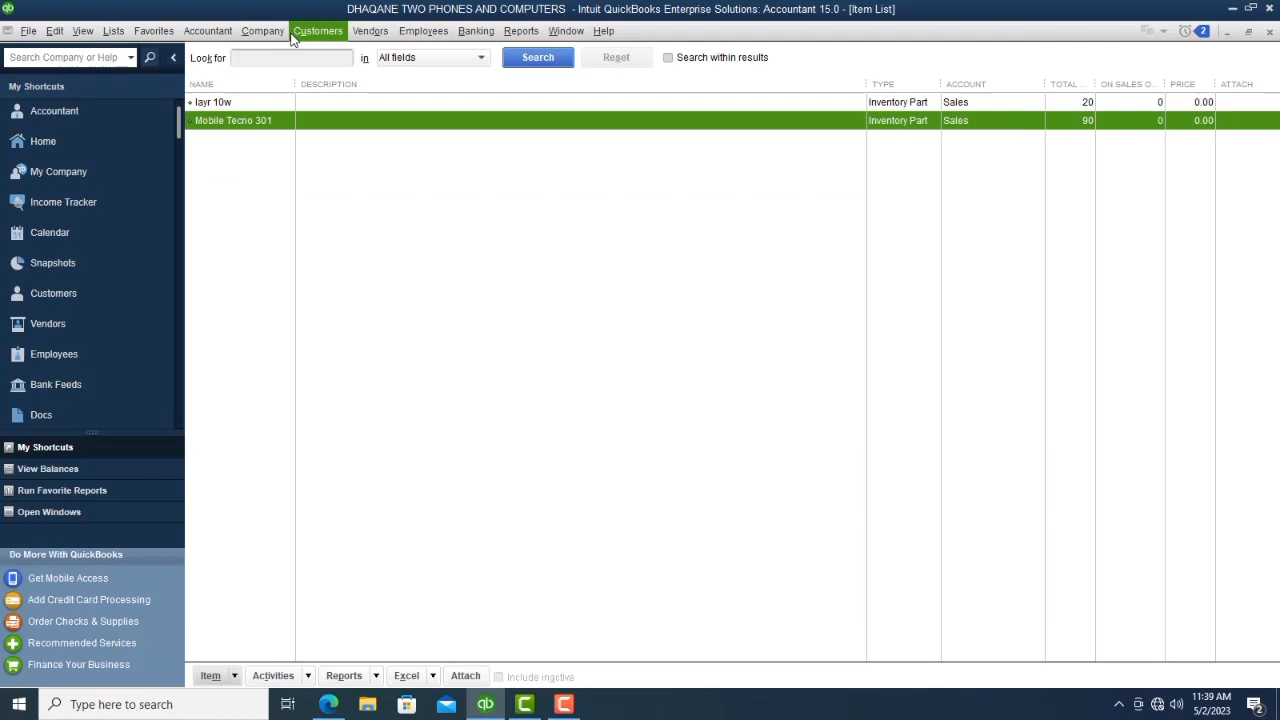 DHAQANE TWO PHONES AND COMPUTERS - Intuit QuickBooks Enterprise Solutions: Accountant 15.0 - [Item List]
File Edit View Lists Favorites Accountant Company Customers Vendors Employees Banking Reports Window Help 2
Search Company or Help
Look for in All fields Search Reset Search within results
My Shortcuts
Accountant
Home
My Company
Income Tracker
Calendar
Snapshots
Customers
Vendors
Employees
Bank Feeds
Docs
My Shortcuts
View Balances
Run Favorite Reports
Open Windows
Do More With QuickBooks
Get Mobile Access
Add Credit Card Processing
Order Checks & Supplies
Recommended Services
Finance Your Business
NAME DESCRIPTION TYPE ACCOUNT TOTAL ... ON SALES O... PRICE ATTACH
layr 10w Inventory Part Sales 20 0 0.00
Mobile Tecno 301 Inventory Part Sales 90 0 0.00
Item Activities Reports Excel Attach Include inactive
Type here to search
11:39 AM
5/2/2023
2